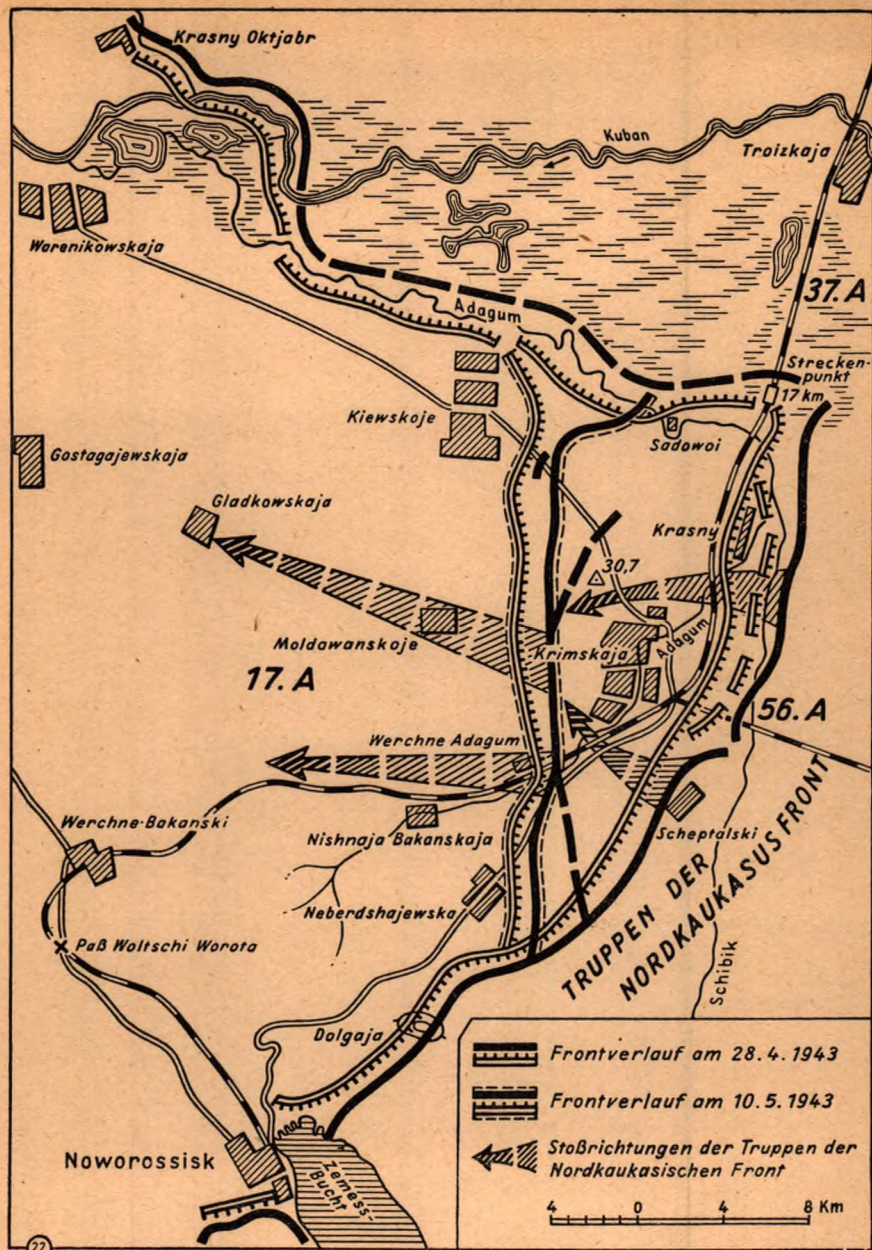 Krasny Oktjabr
Kuban
Troizkaja
Warenikowskaja
37. A
Adagum
Strecken-
punkt
17 km
Kiewskoje
Sadowoi
Gostagajewskaja
Gladkowskaja
Krasny
30,7
Moldawanskoje
Krimskaja
Adagum
17. A
56. A
Werchne Adagum
Werchne-Bakanski
Nishnaja Bakanskaja
Scheptalski
Neberdshajewska
TRUPPEN DER
NORDKAUKASUS FRONT
Paß Woltschi Worota
Schibik
Dolgaja
Frontverlauf am 28. 4. 1943
Frontverlauf am 10. 5. 1943
Stoßrichtungen der Truppen der
Nordkaukasischen Front
Noworossisk
Zemess-
Bucht
4 0 4 8 Km
22